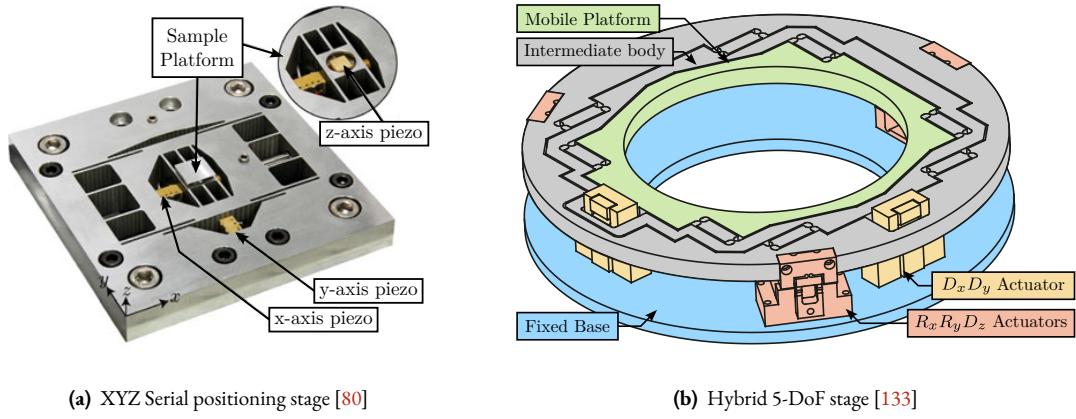 Sample
Platform
z-axis piezo
y-axis piezo
x-axis piezo
y
z
x
Mobile Platform
Intermediate body
DxDy Actuator
Fixed Base
RxRyDz Actuators
(a) XYZ Serial positioning stage [80]
(b) Hybrid 5-DoF stage [133]